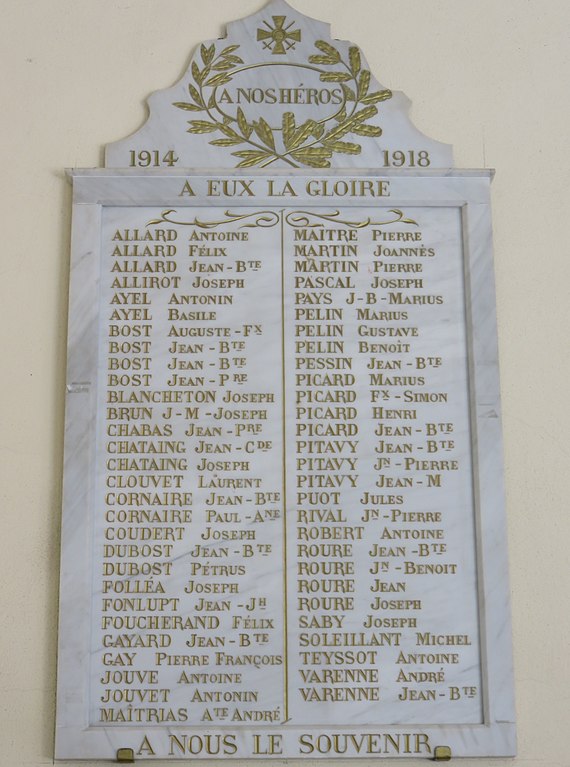 A NOS HÉROS
1914 1918
A EUX LA GLOIRE
ALLARD ANTOINE
ALLARD FÉLIX
ALLARD JEAN-BTE
ALLIROT JOSEPH
AYEL ANTONIN
AYEL BASILE
BOST AUGUSTE-FX
BOST JEAN-BTE
BOST JEAN-BTE
BOST JEAN-PRE
BLANCHETON JOSEPH
BRUN J-M-JOSEPH
CHABAS JEAN-PRE
CHATAING JEAN-CDE
CHATAING JOSEPH
CLOUVET LAURENT
CORNAIRE JEAN-BTE
CORNAIRE PAUL-ANE
COUDERT JOSEPH
DUBOST JEAN-BTE
DUBOST PÉTRUS
FOLLÉA JOSEPH
FONLUPT JEAN-JH
FOUCHERAND FÉLIX
GAYARD JEAN-BTE
GAY PIERRE FRANÇOIS
JOUVE ANTOINE
JOUVET ANTONIN
MAÎTRIAS ATE ANDRÉ
MAÎTRE PIERRE
MARTIN JOANNÈS
MARTIN PIERRE
PASCAL JOSEPH
PAYS J-B-MARIUS
PELIN MARIUS
PELIN GUSTAVE
PELIN BENOÎT
PESSIN JEAN-BTE
PICARD MARIUS
PICARD FX-SIMON
PICARD HENRI
PICARD JEAN-BTE
PITAVY JEAN-BTE
PITAVY JN-PIERRE
PITAVY JEAN-M
PUOT JULES
RIVAL JN-PIERRE
ROBERT ANTOINE
ROURE JEAN-BTE
ROURE JN-BENOIT
ROURE JEAN
ROURE JOSEPH
SABY JOSEPH
SOLEILLANT MICHEL
TEYSSOT ANTOINE
VARENNE ANDRÉ
VARENNE JEAN-BTE
A NOUS LE SOUVENIR